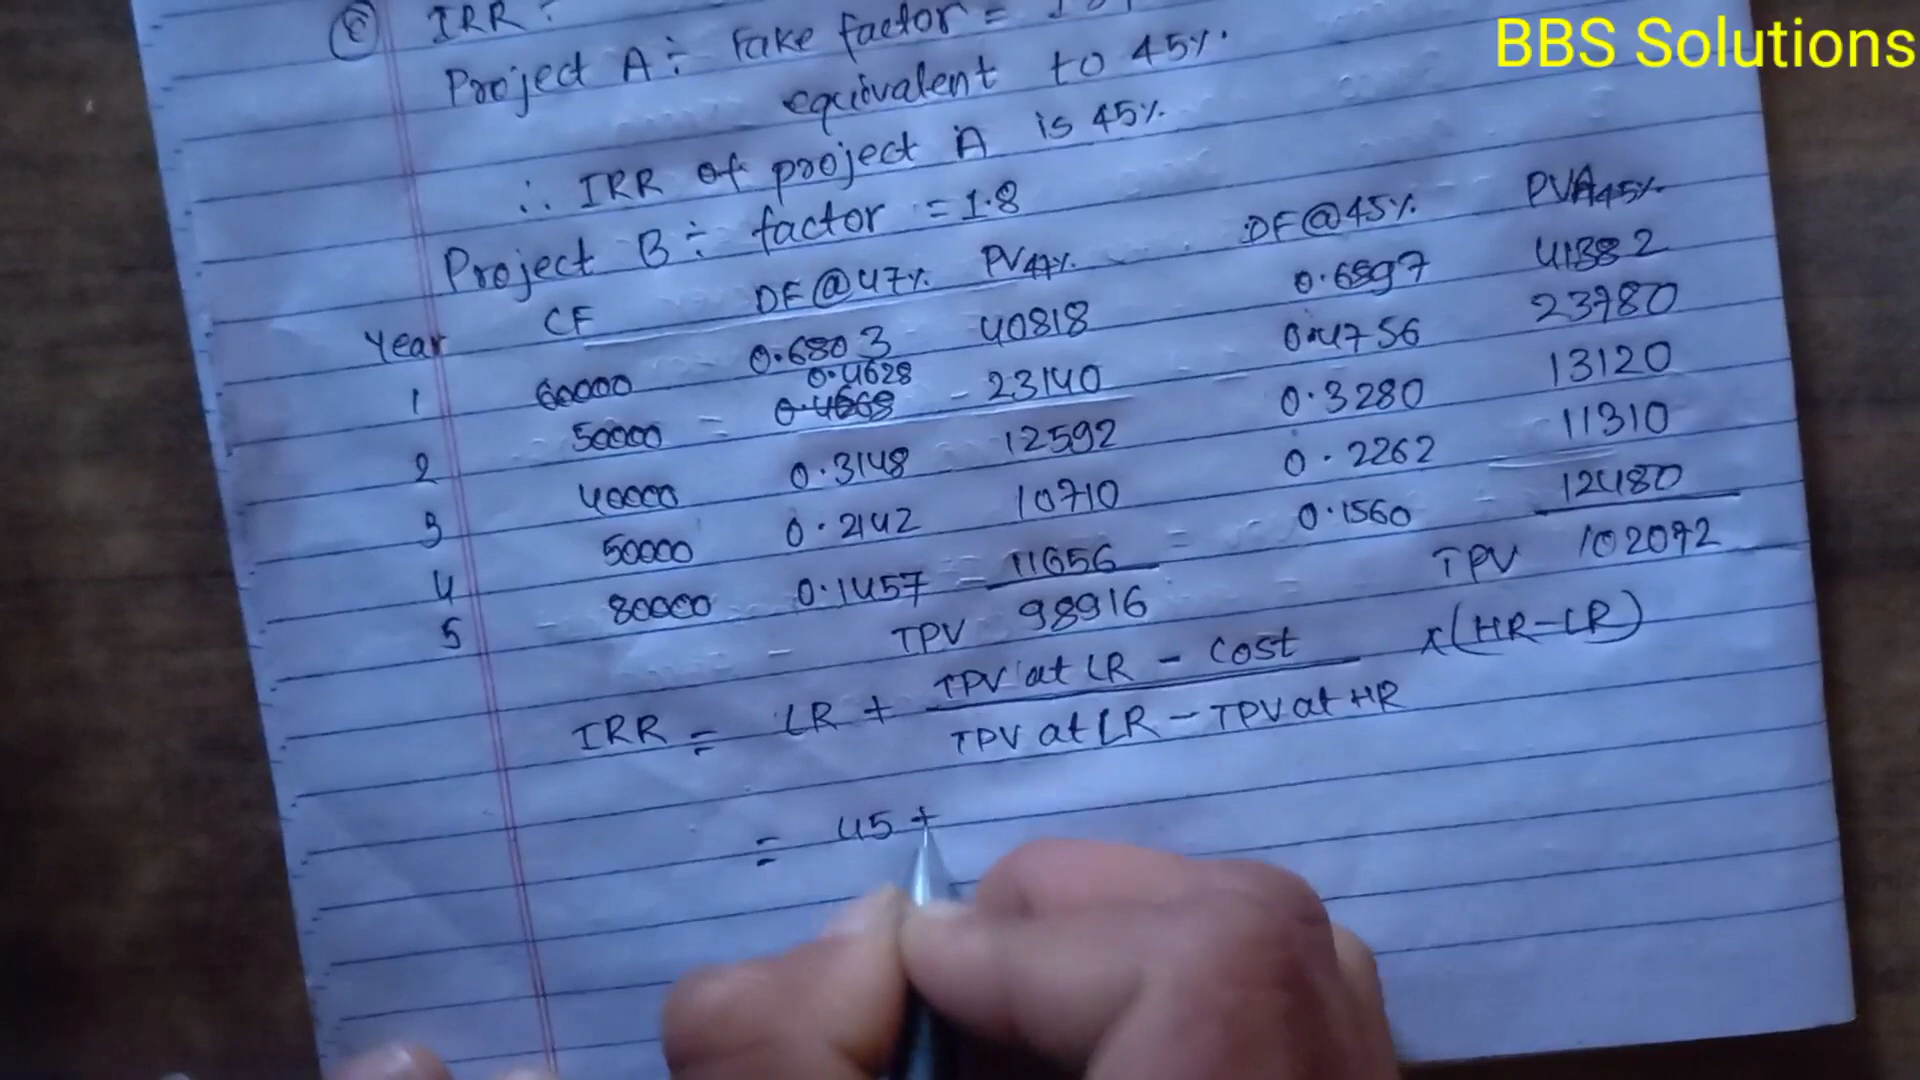 BBS Solutions
⑧ IRR :
Project A ÷ Fake factor =
equivalent to 45%.
∴ IRR of project A is 45%.
Project B ÷ factor = 1.8
Year CF DF@47% PV47% DF@45% PVA45%
1 60000 0.6803 40818 0.6897 41382
2 50000 0.4628 23140 0.4756 23780
3 40000 0.3148 12592 0.3280 13120
4 50000 0.2142 10710 0.2262 11310
5 80000 0.1457 11656 0.1560 12480
TPV 98916 TPV 102072
IRR = LR + TPV at LR - Cost x(HR-LR)
TPV at LR - TPV at HR
= 45 +